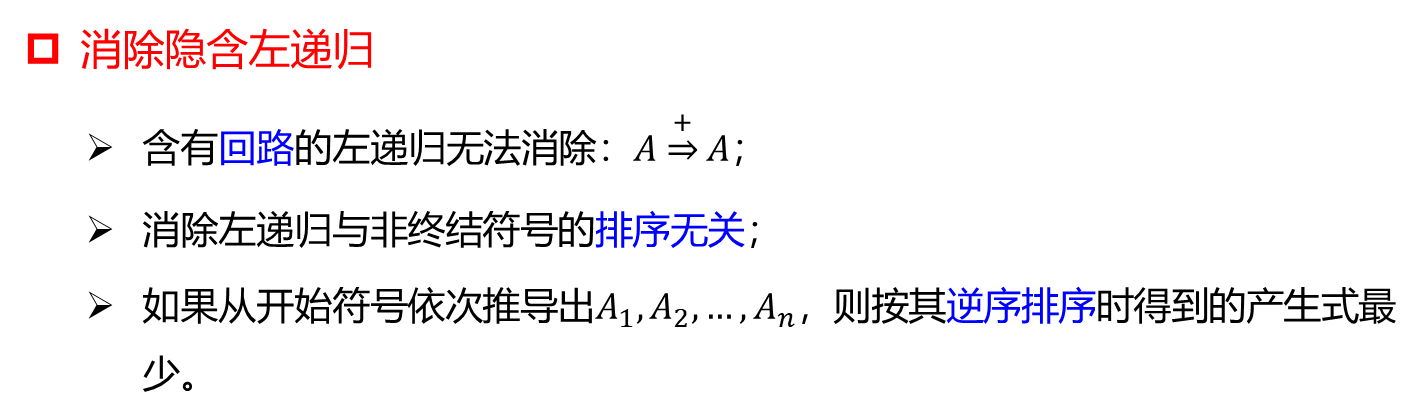 消除隐含左递归
含有回路的左递归无法消除：A ⇒⁺ A；
消除左递归与非终结符号的排序无关；
如果从开始符号依次推导出A₁, A₂, …, Aₙ，则按其逆序排序时得到的产生式最
少。